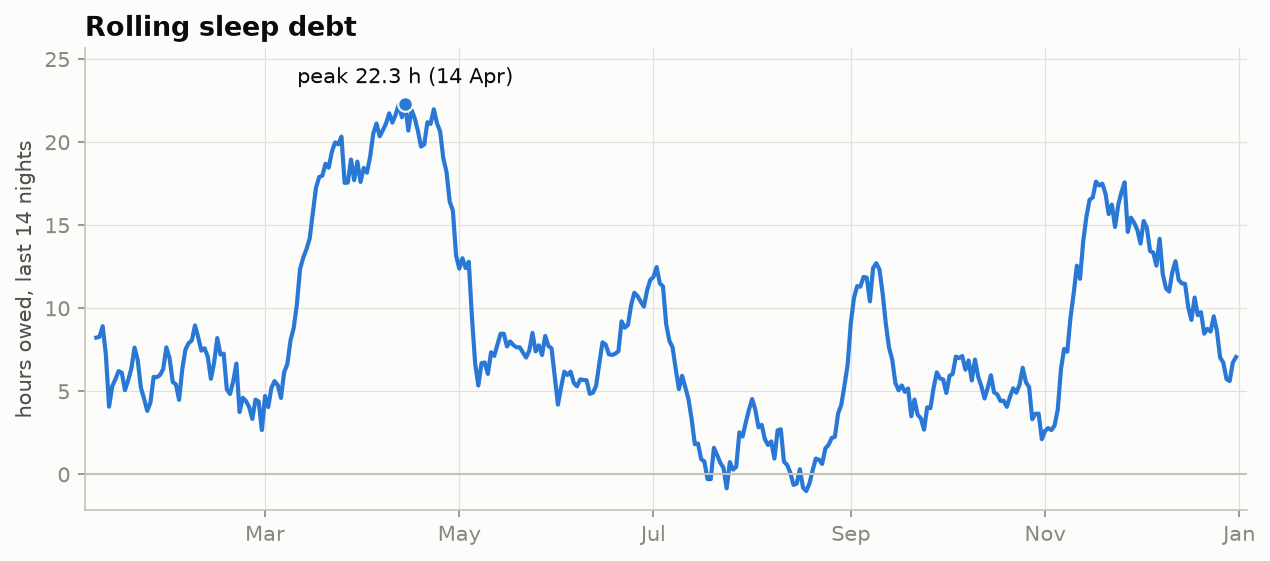 Rolling sleep debt
peak 22.3 h (14 Apr)
hours owed, last 14 nights
25
20
15
10
5
0
Mar
May
Jul
Sep
Nov
Jan